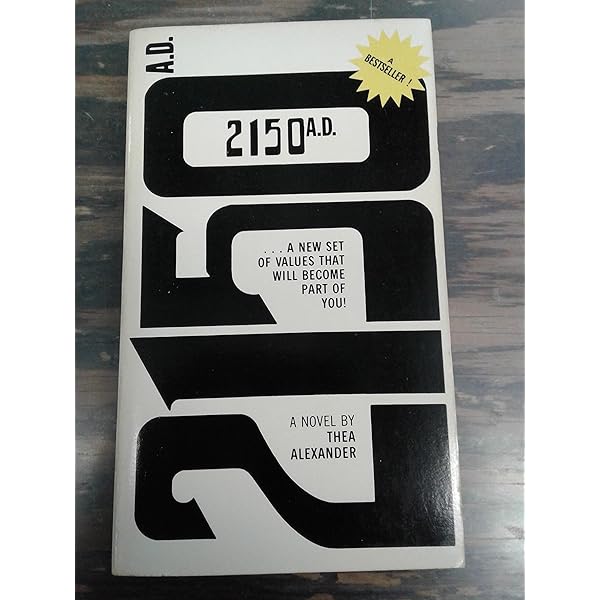 A
BESTSELLER!
2150 A.D.
2150 A.D.
. . . A NEW SET
OF VALUES THAT
WILL BECOME
PART OF
YOU!
A NOVEL BY
THEA
ALEXANDER